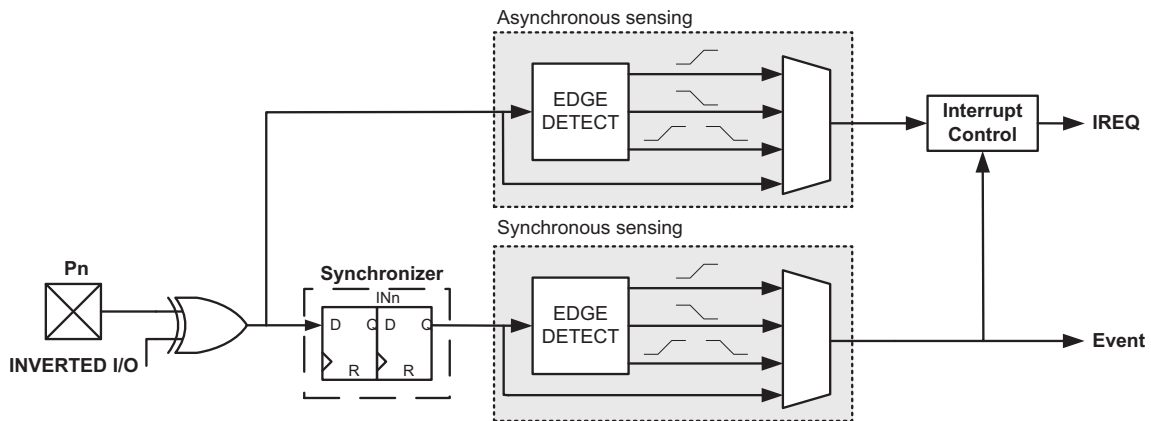 Asynchronous sensing
EDGE
DETECT
Interrupt
Control
IREQ
Synchronous sensing
Pn
INVERTED I/O
Synchronizer
INn
D Q D Q
R R
EDGE
DETECT
Event